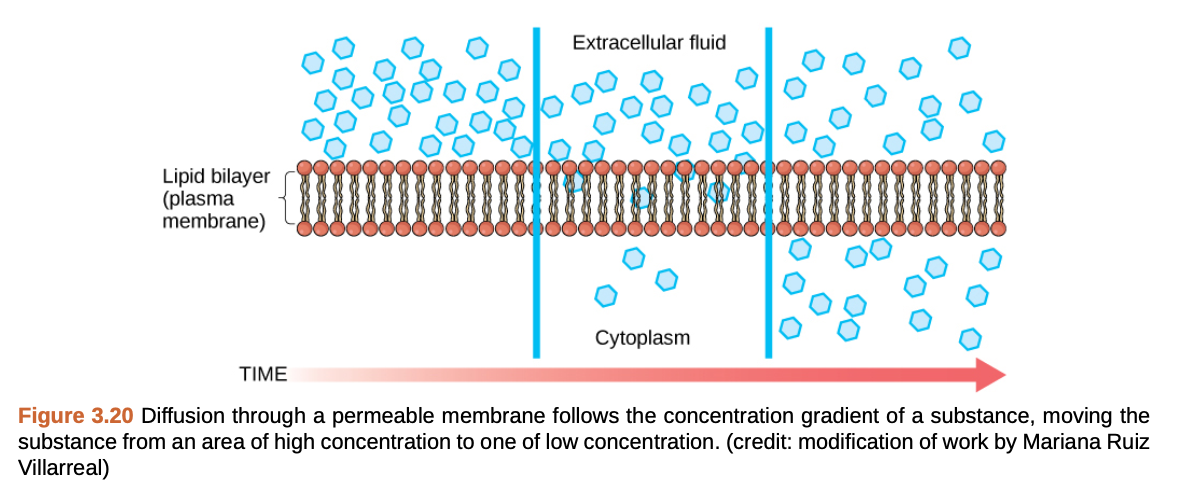 Extracellular fluid
Lipid bilayer
(plasma
membrane)
Cytoplasm
TIME
Figure 3.20 Diffusion through a permeable membrane follows the concentration gradient of a substance, moving the
substance from an area of high concentration to one of low concentration. (credit: modification of work by Mariana Ruiz
Villarreal)